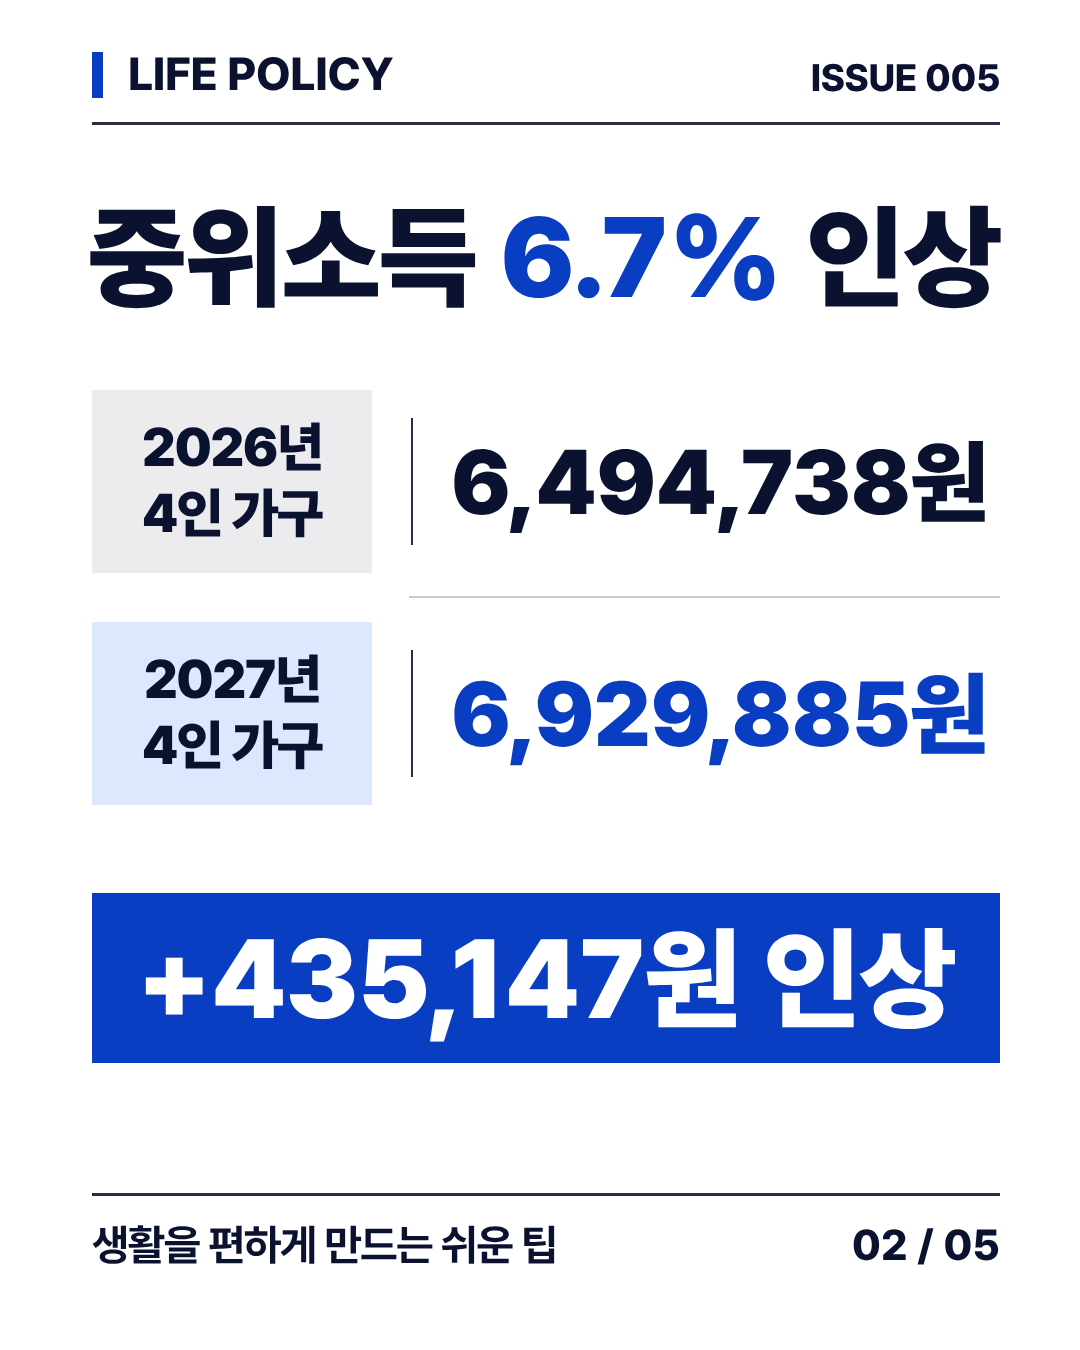 LIFE POLICY
ISSUE 005
중위소득 6.7% 인상
2026년
4인 가구
6,494,738원
2027년
4인 가구
6,929,885원
+435,147원 인상
생활을 편하게 만드는 쉬운 팁
02 / 05